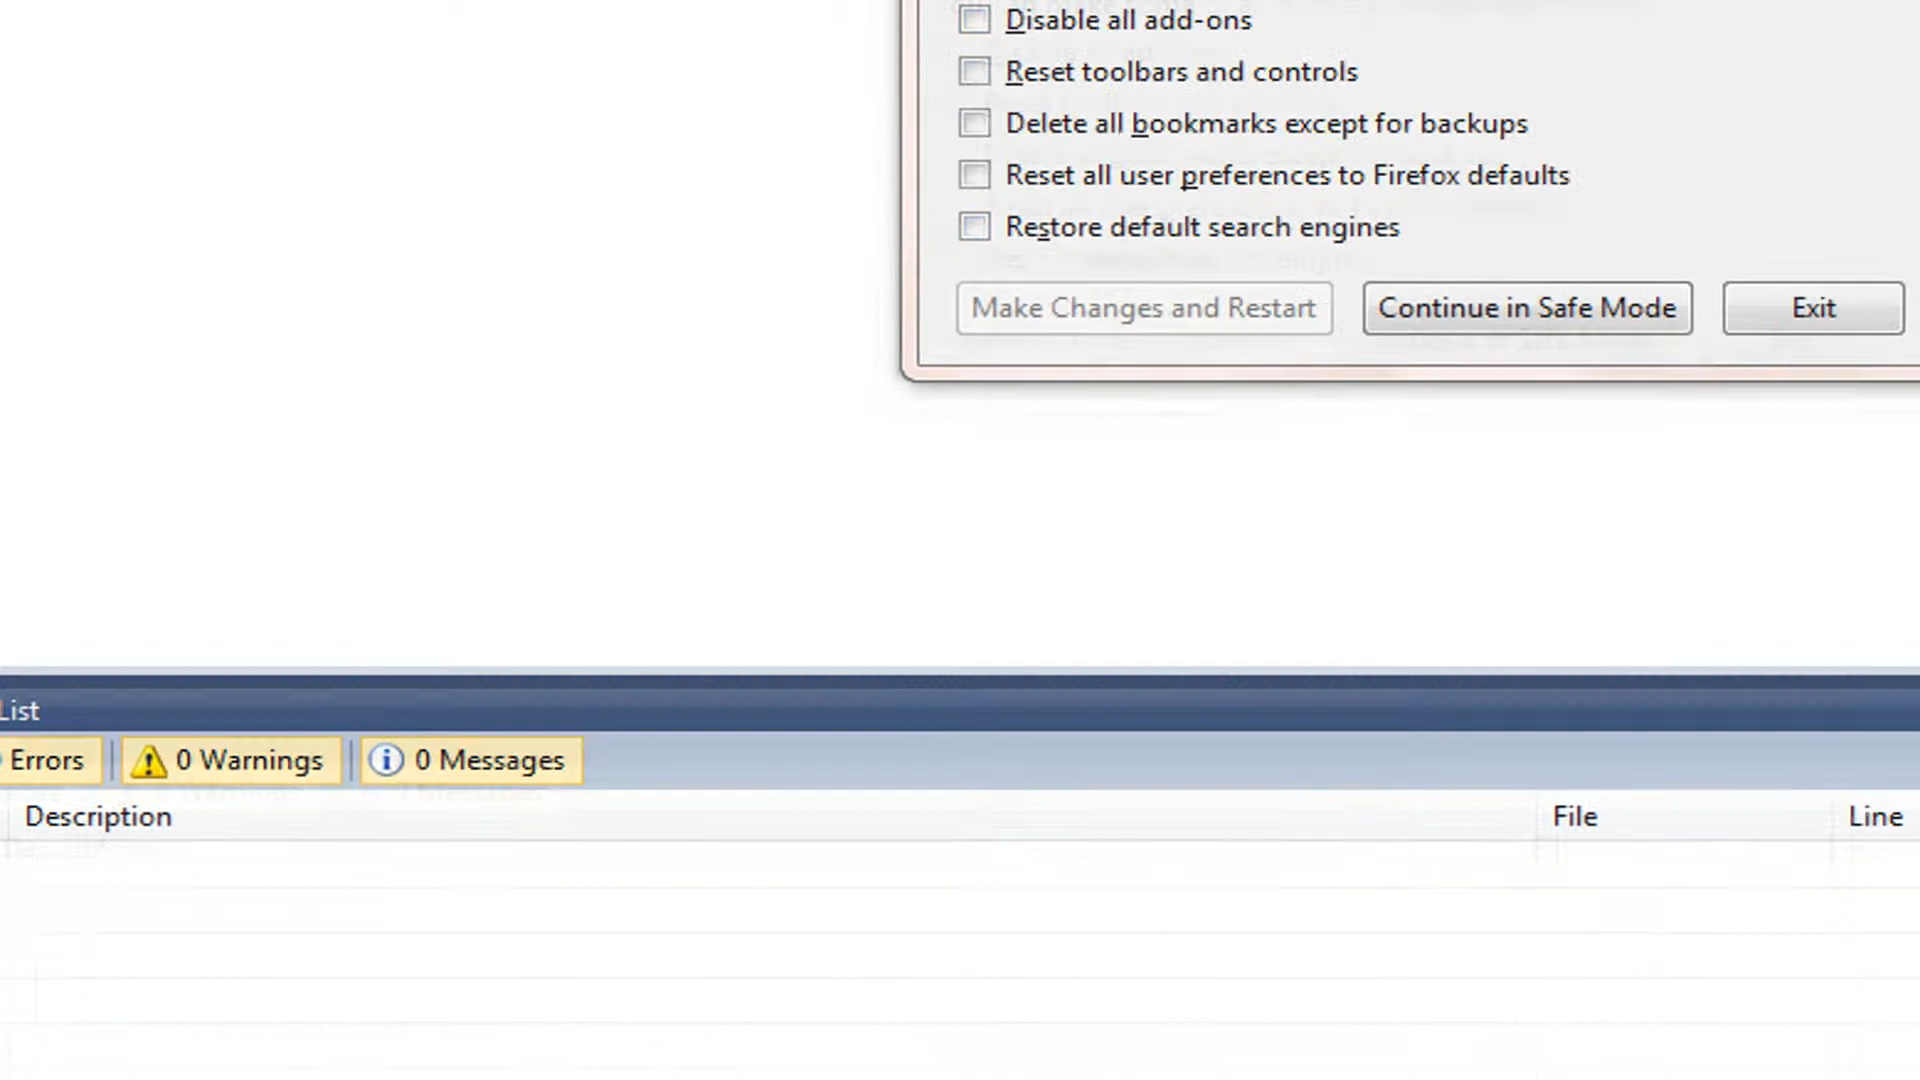 Disable all add-ons
Reset toolbars and controls
Delete all bookmarks except for backups
Reset all user preferences to Firefox defaults
Restore default search engines
Make Changes and Restart Continue in Safe Mode Exit
List
Errors 0 Warnings 0 Messages
Description File Line